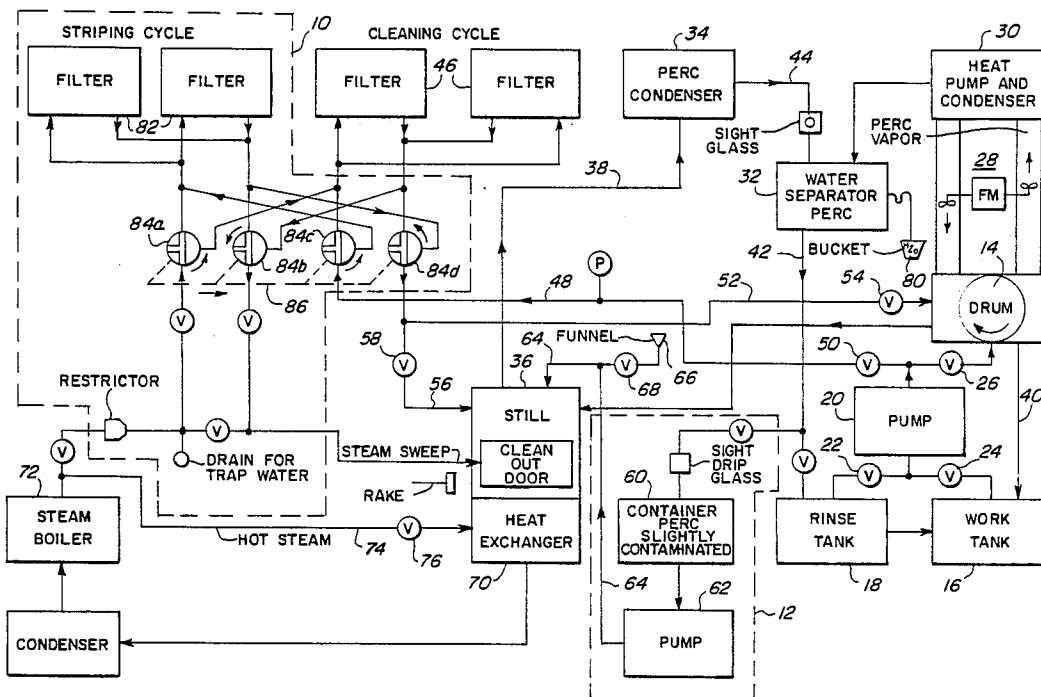 STRIPING CYCLE
10
CLEANING CYCLE
34
30
FILTER
FILTER
FILTER
46
FILTER
PERC
CONDENSER
44
HEAT
PUMP AND
CONDENSER
82
SIGHT
GLASS
PERC
VAPOR
28
38
32
WATER
SEPARATOR
PERC
FM
84a
84b
84c
84d
42
BUCKET
H2O
80
14
86
P
48
52
54
V
DRUM
V
V
FUNNEL
58
V
64
66
50
V
V
26
V
68
36
RESTRICTOR
56
STILL
20
PUMP
40
V
V
CLEAN
OUT
DOOR
V
V
SIGHT
DRIP
GLASS
22
V
V
24
STEAM SWEEP
DRAIN FOR
TRAP WATER
72
RAKE
60
STEAM
BOILER
HOT STEAM
74
V
76
HEAT
EXCHANGER
CONTAINER
PERC
SLIGHTLY
CONTAMINATED
RINSE
TANK
WORK
TANK
70
64
62
18
16
12
CONDENSER
PUMP